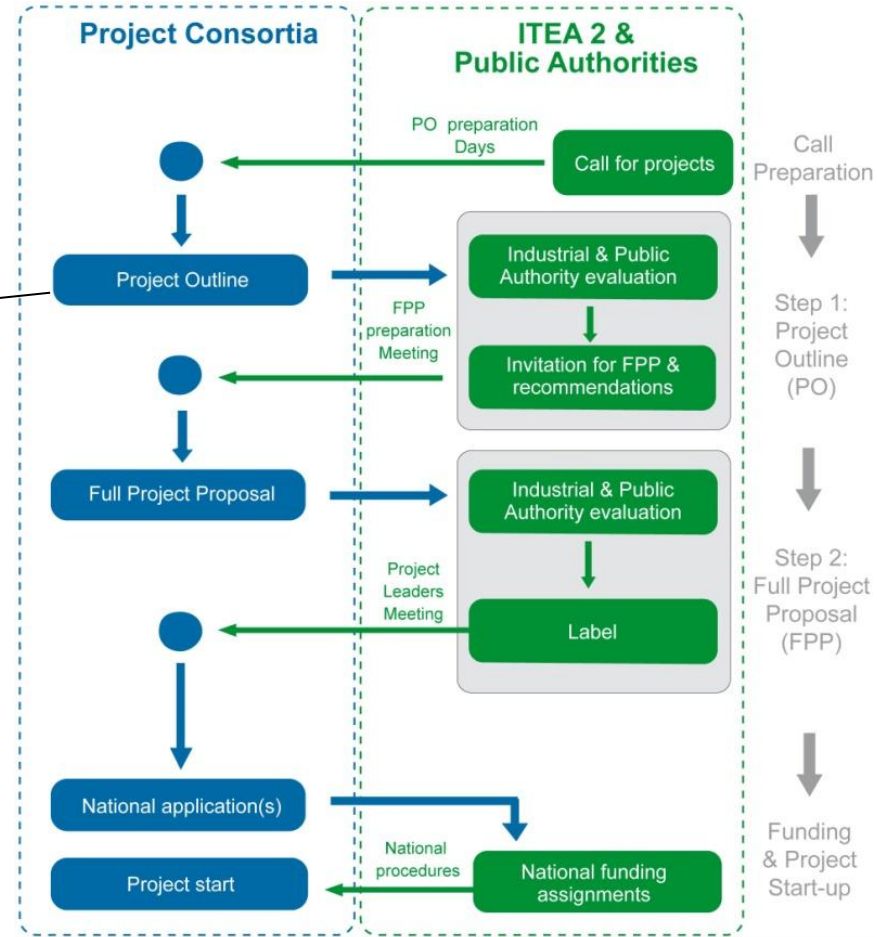 Project Consortia
ITEA 2 &
Public Authorities
PO preparation
Days
Call for projects
Call
Preparation
Project Outline
Industrial & Public
Authority evaluation
FPP
preparation
Meeting
Invitation for FPP &
recommendations
Step 1:
Project
Outline
(PO)
Full Project Proposal
Industrial & Public
Authority evaluation
Project
Leaders
Meeting
Label
Step 2:
Full Project
Proposal
(FPP)
National application(s)
Project start
National
procedures
National funding
assignments
Funding
& Project
Start-up